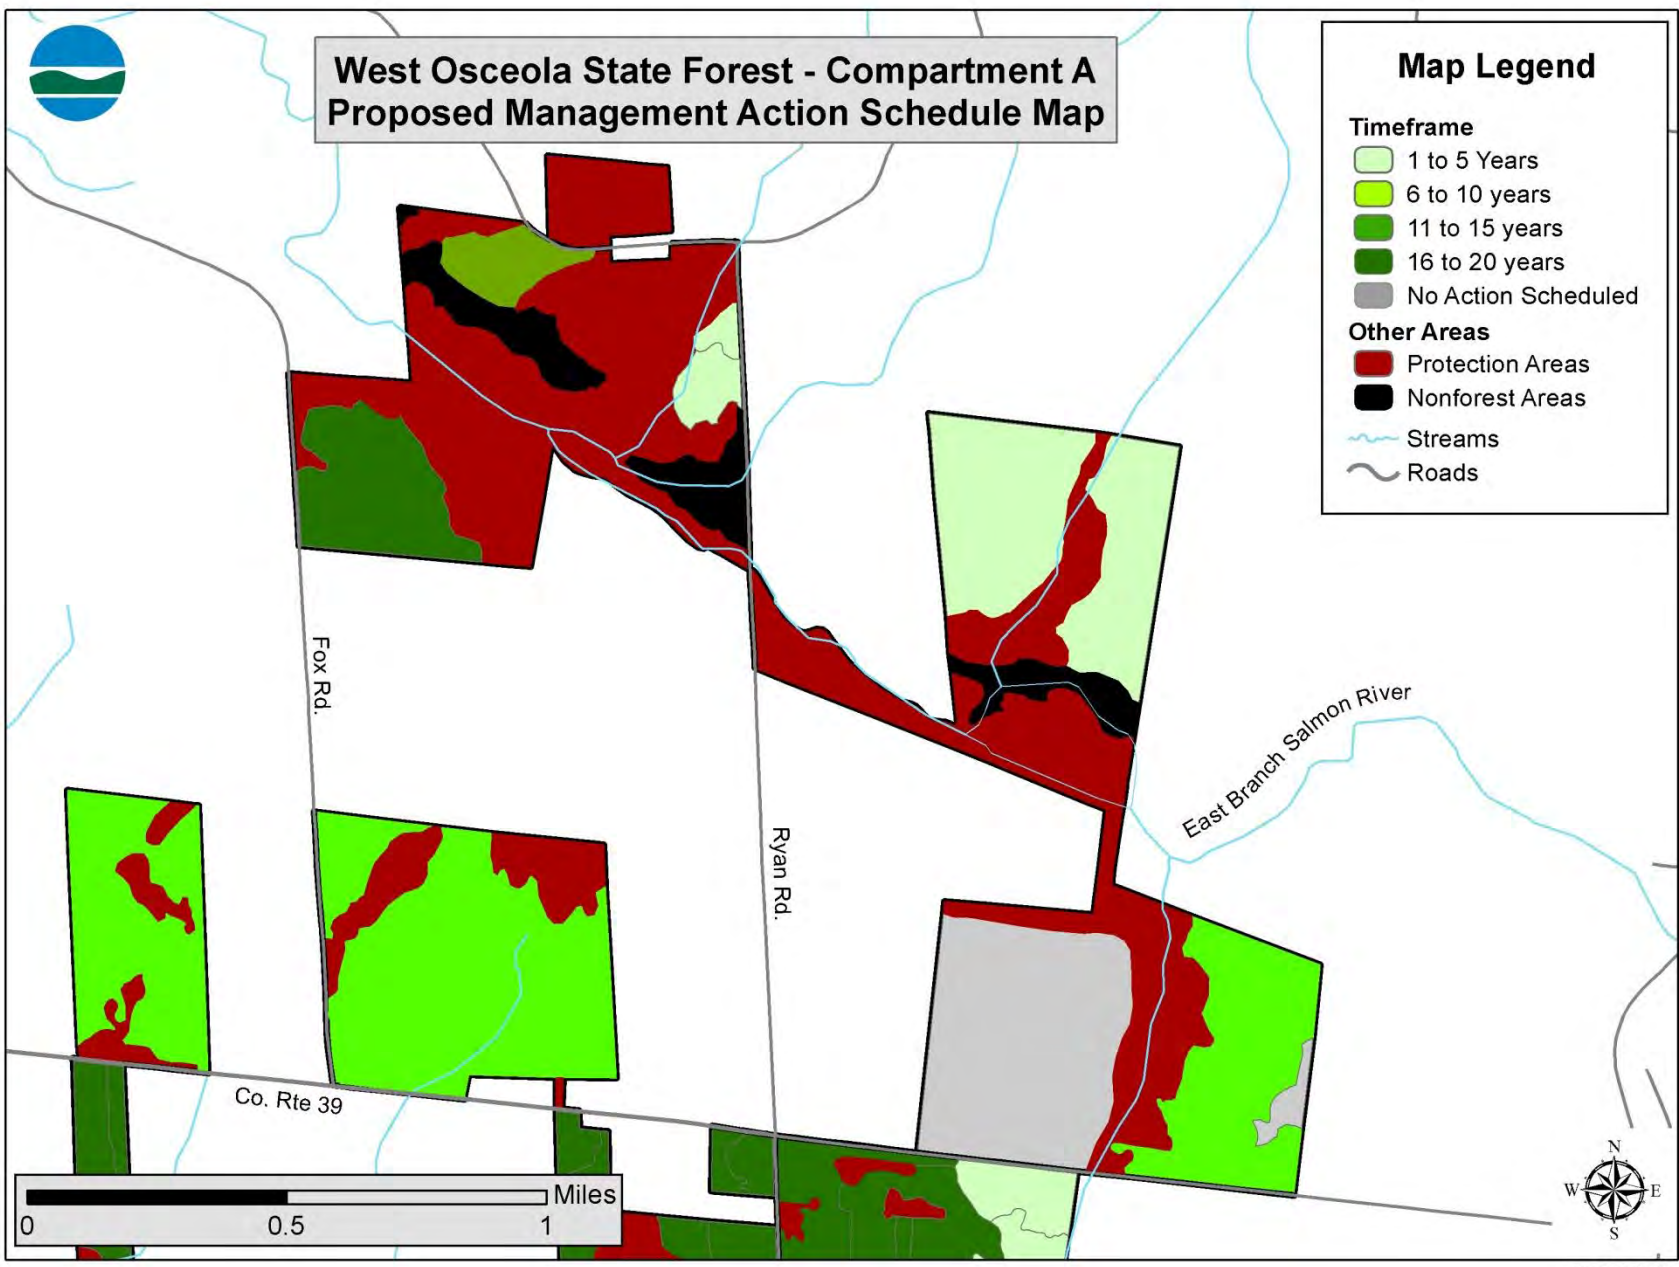 West Osceola State Forest - Compartment A
Proposed Management Action Schedule Map
Map Legend
Timeframe
1 to 5 Years
6 to 10 years
11 to 15 years
16 to 20 years
No Action Scheduled
Other Areas
Protection Areas
Nonforest Areas
Streams
Roads
Fox Rd.
East Branch Salmon River
Ryan Rd.
Co. Rte 39
Miles
0 0.5 1
N
W E
S